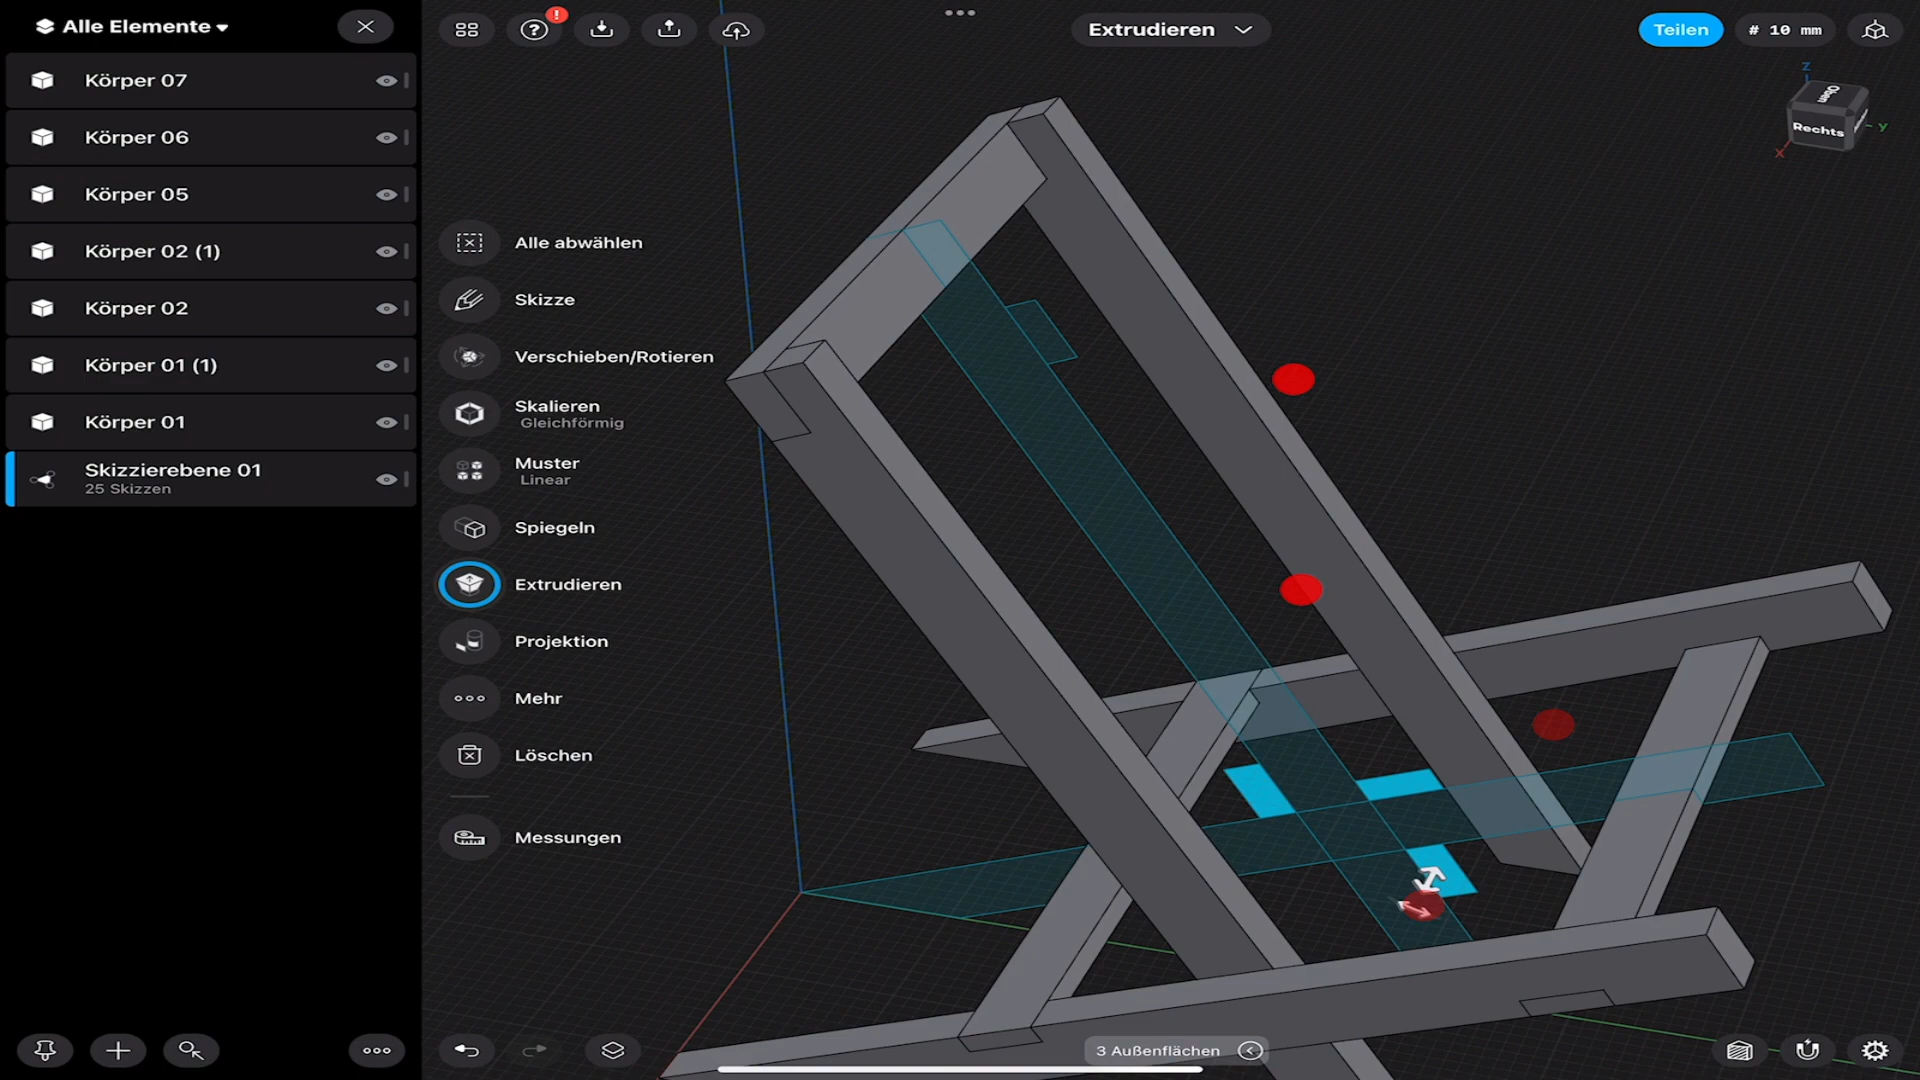 Alle Elemente
Körper 07
Körper 06
Körper 05
Körper 02 (1)
Körper 02
Körper 01 (1)
Körper 01
Skizzierebene 01
25 Skizzen
?
!
Extrudieren
Teilen
# 10 mm
Z
Oben
Rechts
Y
X
Alle abwählen
Skizze
Verschieben/Rotieren
Skalieren
Gleichförmig
Muster
Linear
Spiegeln
Extrudieren
Projektion
Mehr
Löschen
Messungen
3 Außenflächen